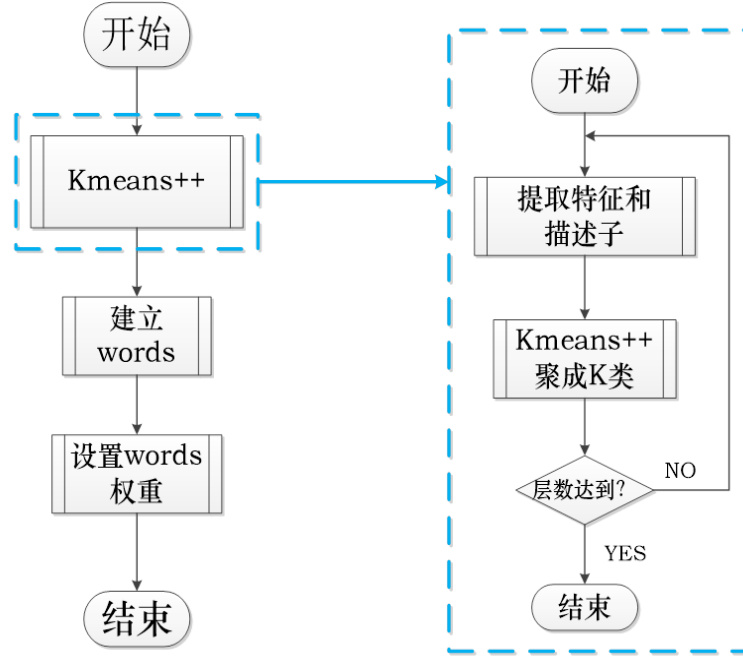 开始
Kmeans++
建立
words
设置words
权重
结束
开始
提取特征和
描述子
Kmeans++
聚成K类
层数达到?
NO
YES
结束